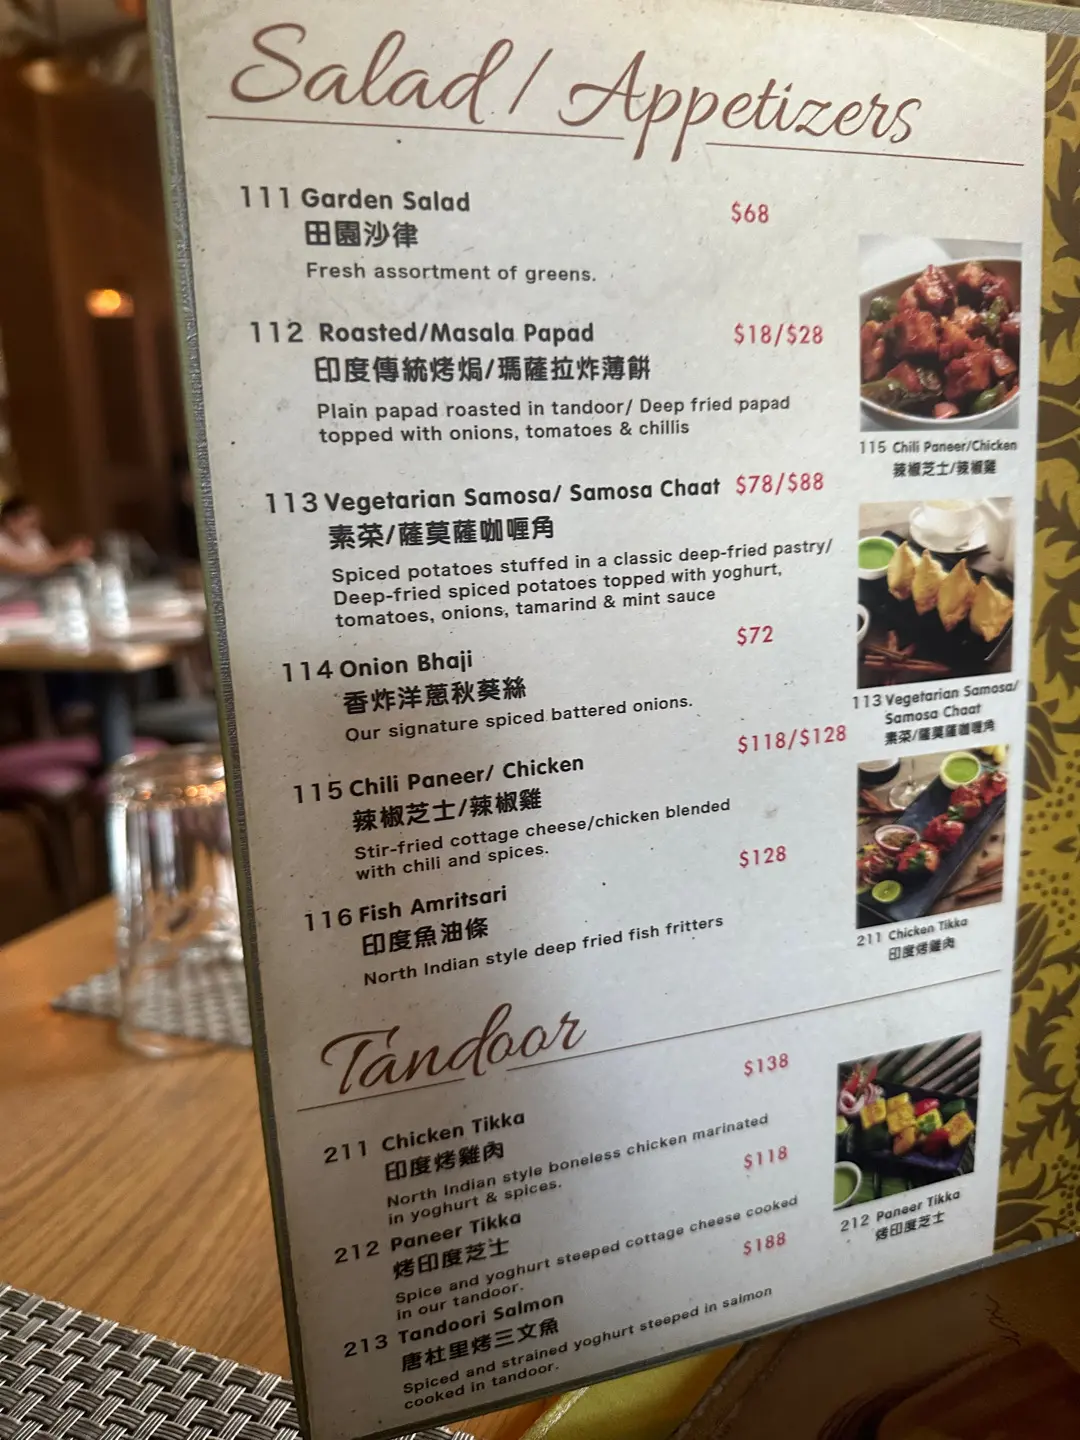 Salad / Appetizers
111 Garden Salad $68
田園沙律
Fresh assortment of greens.
112 Roasted/Masala Papad $18/$28
印度傳統烤焗/瑪薩拉炸薄餅
Plain papad roasted in tandoor/ Deep fried papad
topped with onions, tomatoes & chillis
113 Vegetarian Samosa/ Samosa Chaat $78/$88
素菜/薩莫薩咖喱角
Spiced potatoes stuffed in a classic deep-fried pastry/
Deep-fried spiced potatoes topped with yoghurt,
tomatoes, onions, tamarind & mint sauce
114 Onion Bhaji $72
香炸洋蔥秋葵絲
Our signature spiced battered onions.
115 Chili Paneer/ Chicken $118/$128
辣椒芝士/辣椒雞
Stir-fried cottage cheese/chicken blended
with chili and spices.
116 Fish Amritsari $128
印度魚油條
North Indian style deep fried fish fritters
115 Chili Paneer/Chicken
辣椒芝士/辣椒雞
113 Vegetarian Samosa/
Samosa Chaat
素菜/薩莫薩咖喱角
211 Chicken Tikka
印度烤雞肉
Tandoor
211 Chicken Tikka $138
印度烤雞肉
North Indian style boneless chicken marinated
in yoghurt & spices.
212 Paneer Tikka $118
烤印度芝士
Spice and yoghurt steeped cottage cheese cooked
in our tandoor.
213 Tandoori Salmon $188
唐杜里烤三文魚
Spiced and strained yoghurt steeped in salmon
cooked in tandoor.
212 Paneer Tikka
烤印度芝士